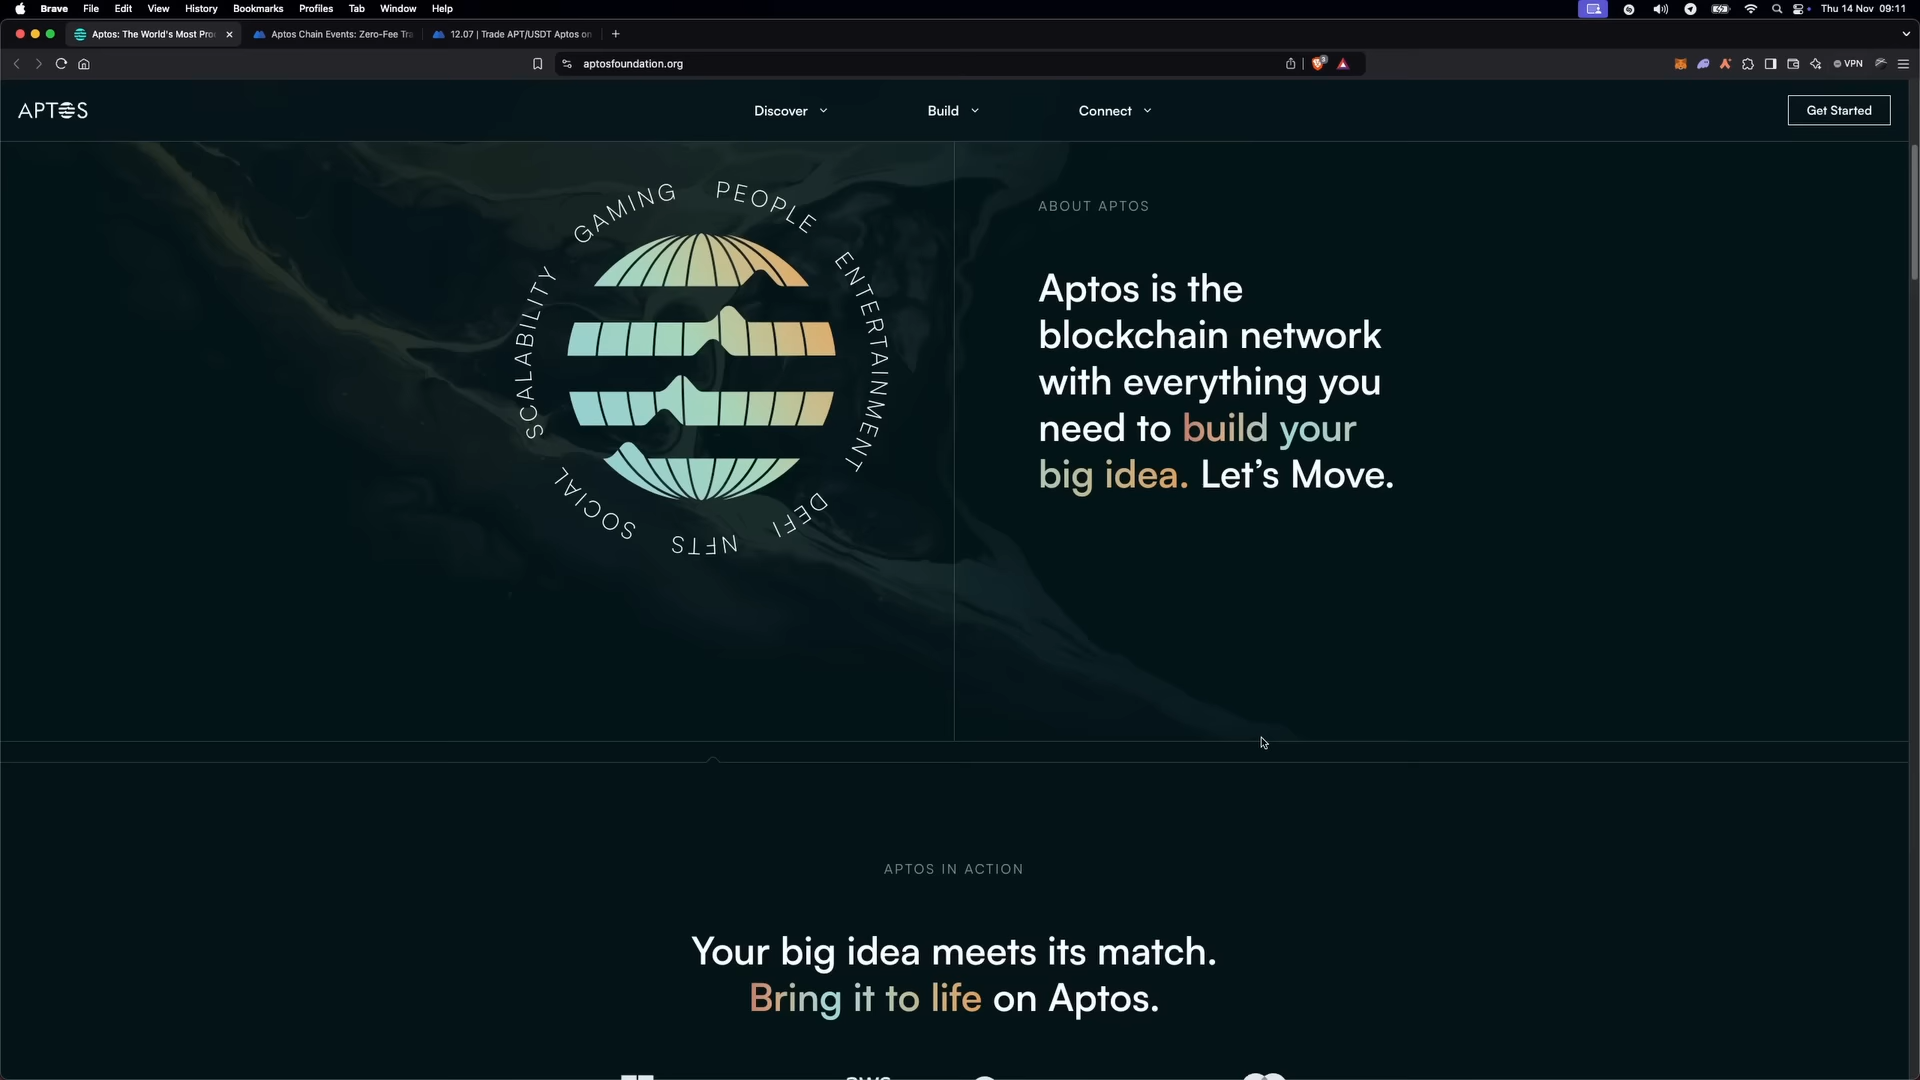 Brave File Edit View History Bookmarks Profiles Tab Window Help
Thu 14 Nov 09:11
Aptos: The World's Most Pro
Aptos Chain Events: Zero-Fee Tra
12.07 | Trade APT/USDT Aptos on
aptosfoundation.org
VPN
APTOS
Discover
Build
Connect
Get Started
GAMING
PEOPLE
ENTERTAINMENT
DEFI
NFTS
SOCIAL
SCALABILITY
ABOUT APTOS
Aptos is the
blockchain network
with everything you
need to build your
big idea. Let's Move.
APTOS IN ACTION
Your big idea meets its match.
Bring it to life on Aptos.